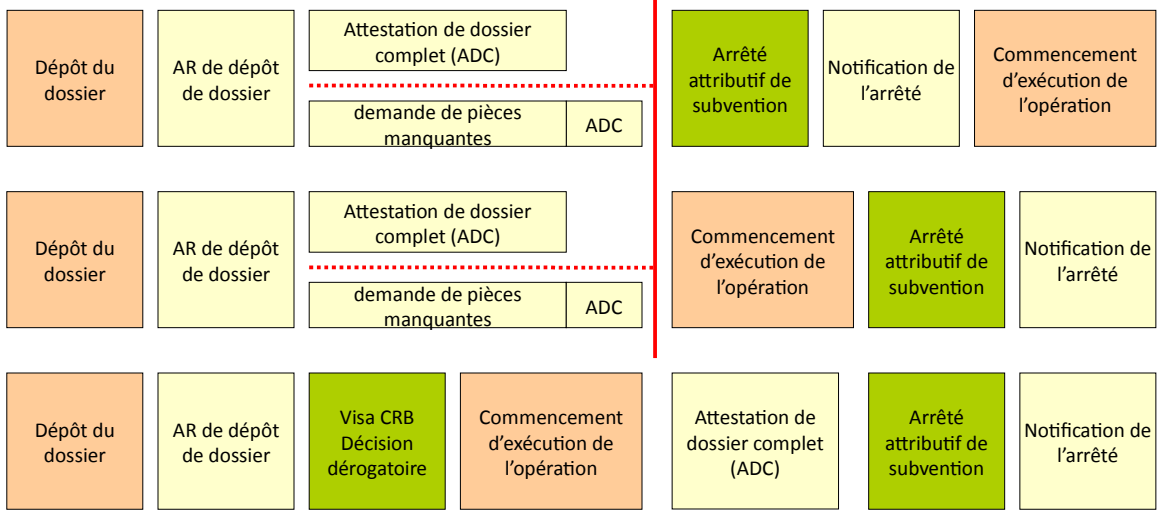 Dépôt du
dossier
AR de dépôt
de dossier
Attestation de dossier
complet (ADC)
demande de pièces
manquantes
ADC
Arrêté
attributif de
subvention
Notification de
l’arrêté
Commencement
d’exécution de
l’opération
Dépôt du
dossier
AR de dépôt
de dossier
Attestation de dossier
complet (ADC)
demande de pièces
manquantes
ADC
Commencement
d’exécution de
l’opération
Arrêté
attributif de
subvention
Notification de
l’arrêté
Dépôt du
dossier
AR de dépôt
de dossier
Visa CRB
Décision
dérogatoire
Commencement
d’exécution de
l’opération
Attestation de
dossier complet
(ADC)
Arrêté
attributif de
subvention
Notification de
l’arrêté